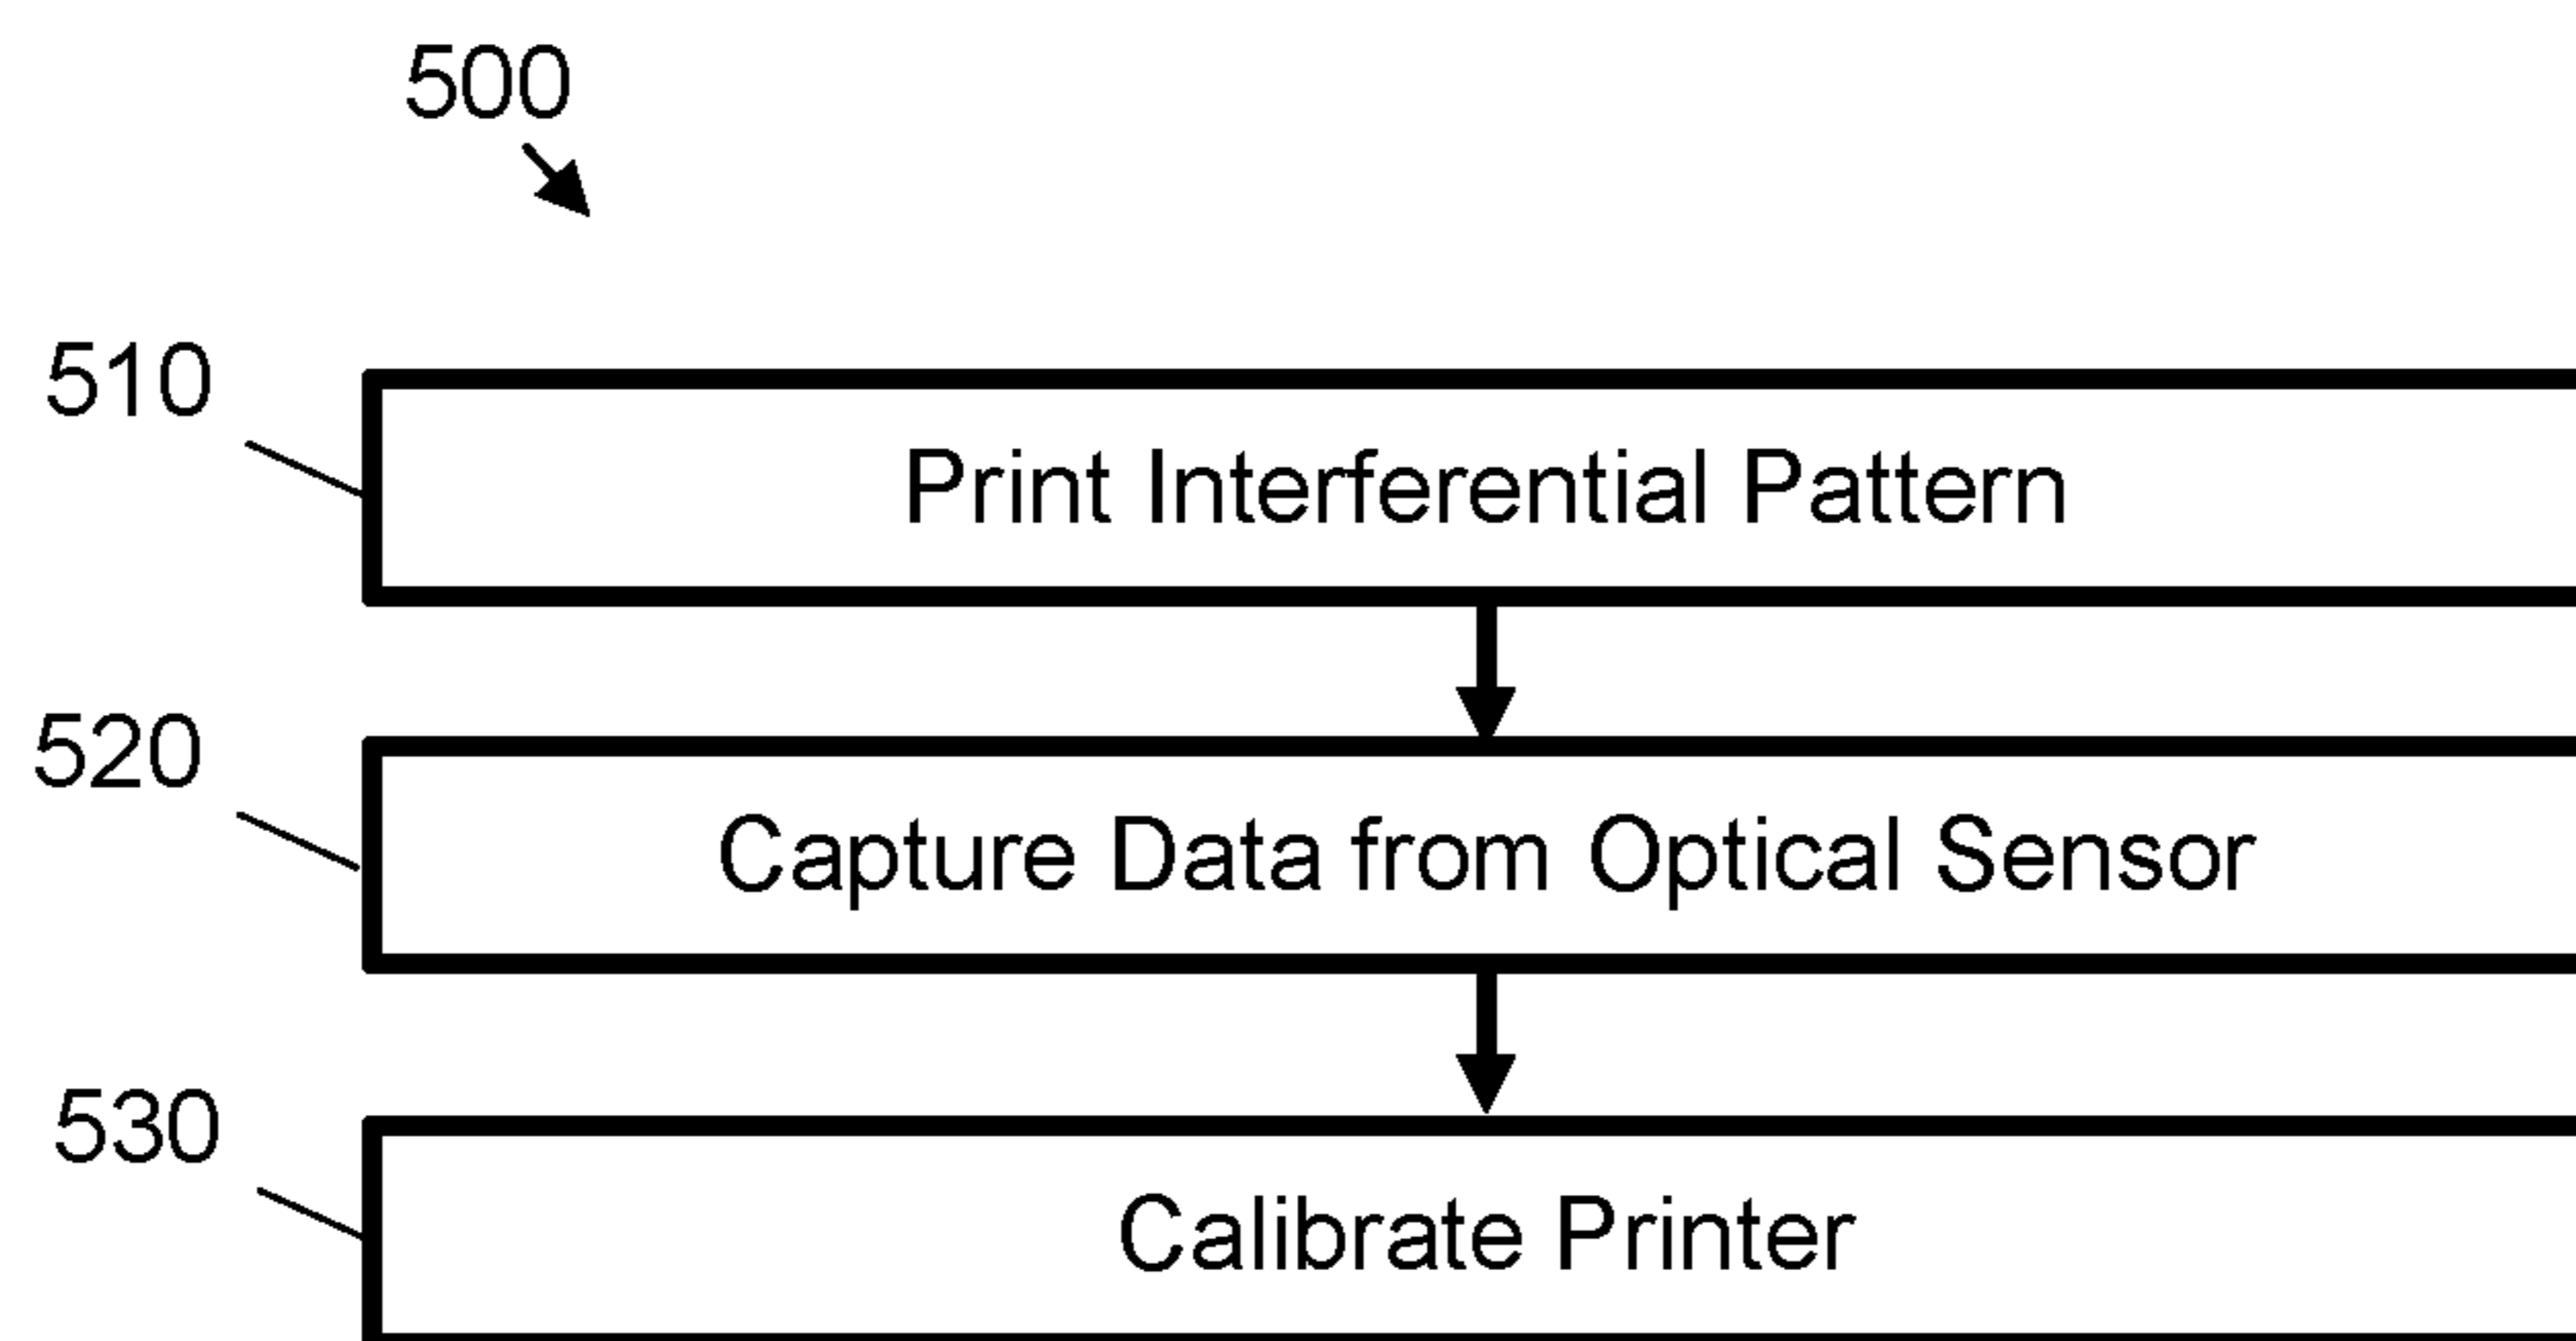 500
510
Print Interferential Pattern
520
Capture Data from Optical Sensor
530
Calibrate Printer